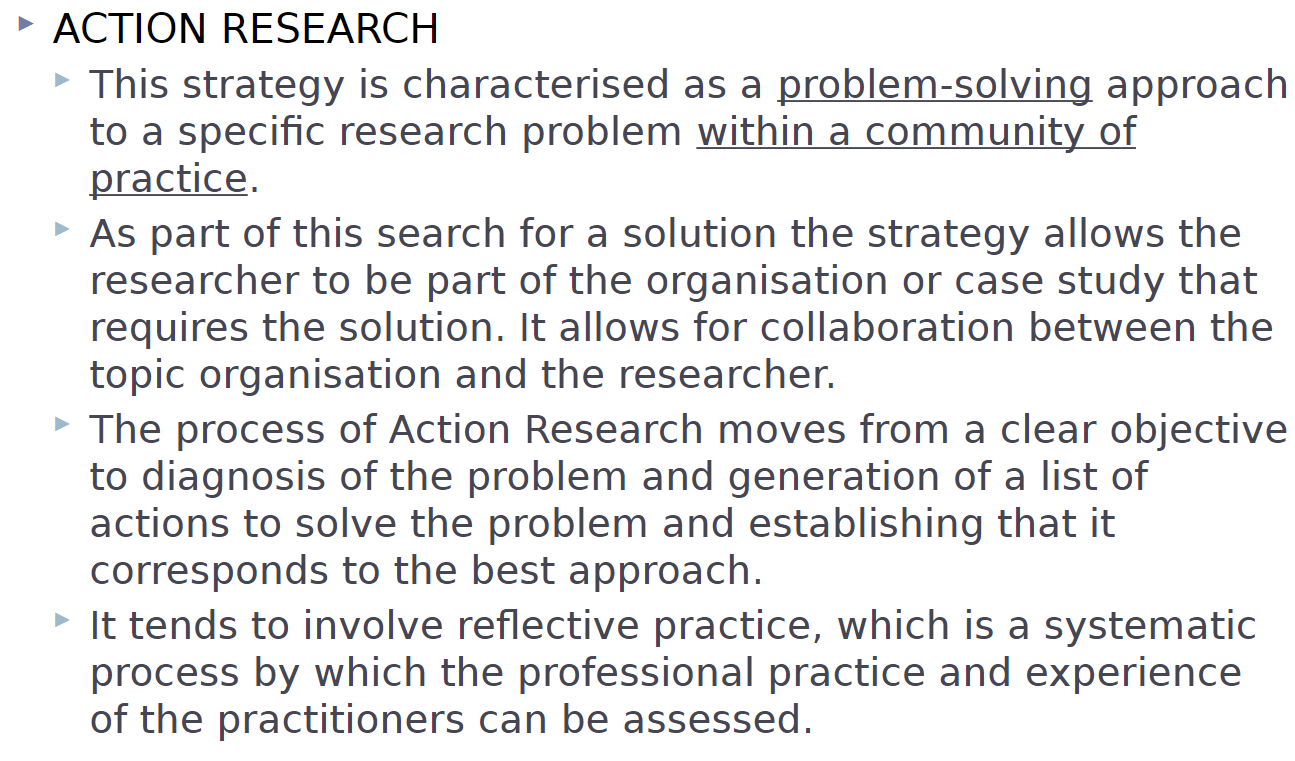 ACTION RESEARCH
This strategy is characterised as a problem-solving approach
to a specific research problem within a community of
practice.
As part of this search for a solution the strategy allows the
researcher to be part of the organisation or case study that
requires the solution. It allows for collaboration between the
topic organisation and the researcher.
The process of Action Research moves from a clear objective
to diagnosis of the problem and generation of a list of
actions to solve the problem and establishing that it
corresponds to the best approach.
It tends to involve reflective practice, which is a systematic
process by which the professional practice and experience
of the practitioners can be assessed.